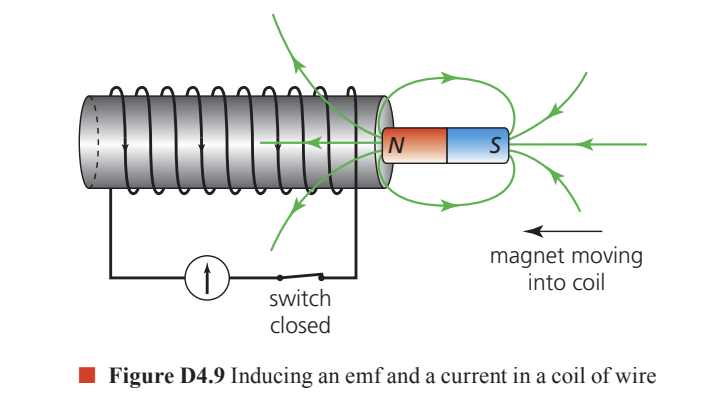 N S
magnet moving
into coil
switch
closed
Figure D4.9 Inducing an emf and a current in a coil of wire